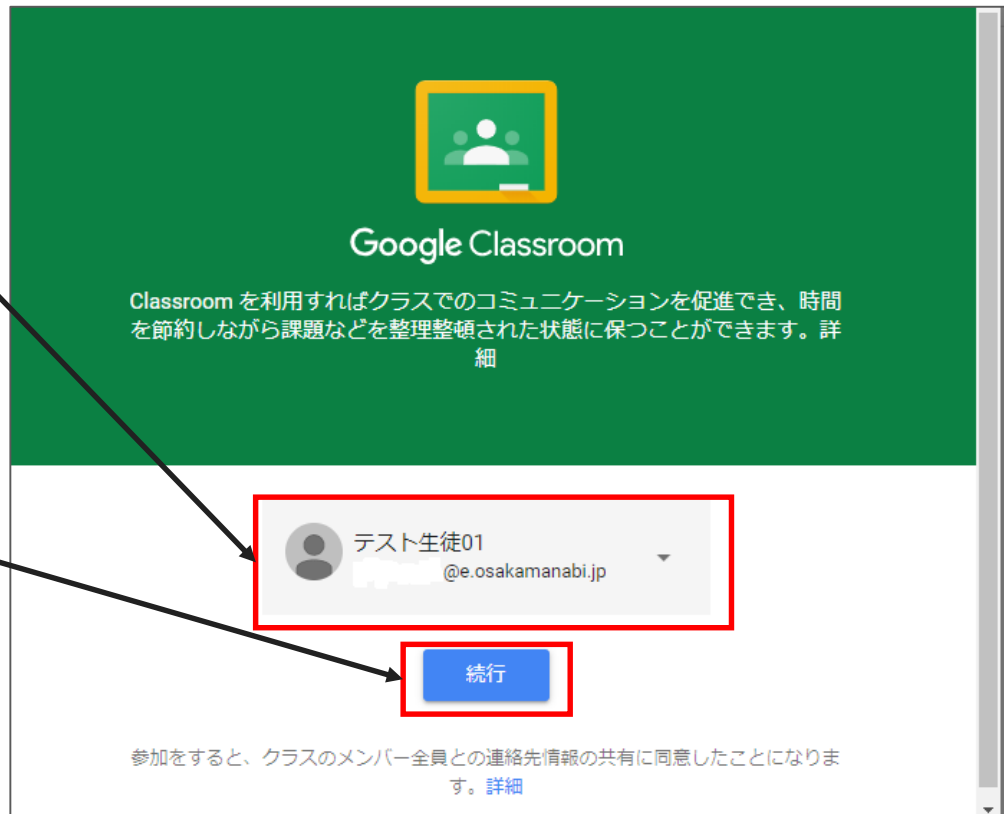 Google Classroom
Classroom を利用すればクラスでのコミュニケーションを促進でき、時間
を節約しながら課題などを整理整頓された状態に保つことができます。詳
細
テスト生徒01
@e.osakamanabi.jp
続行
参加をすると、クラスのメンバー全員との連絡先情報の共有に同意したことになりま
す。詳細